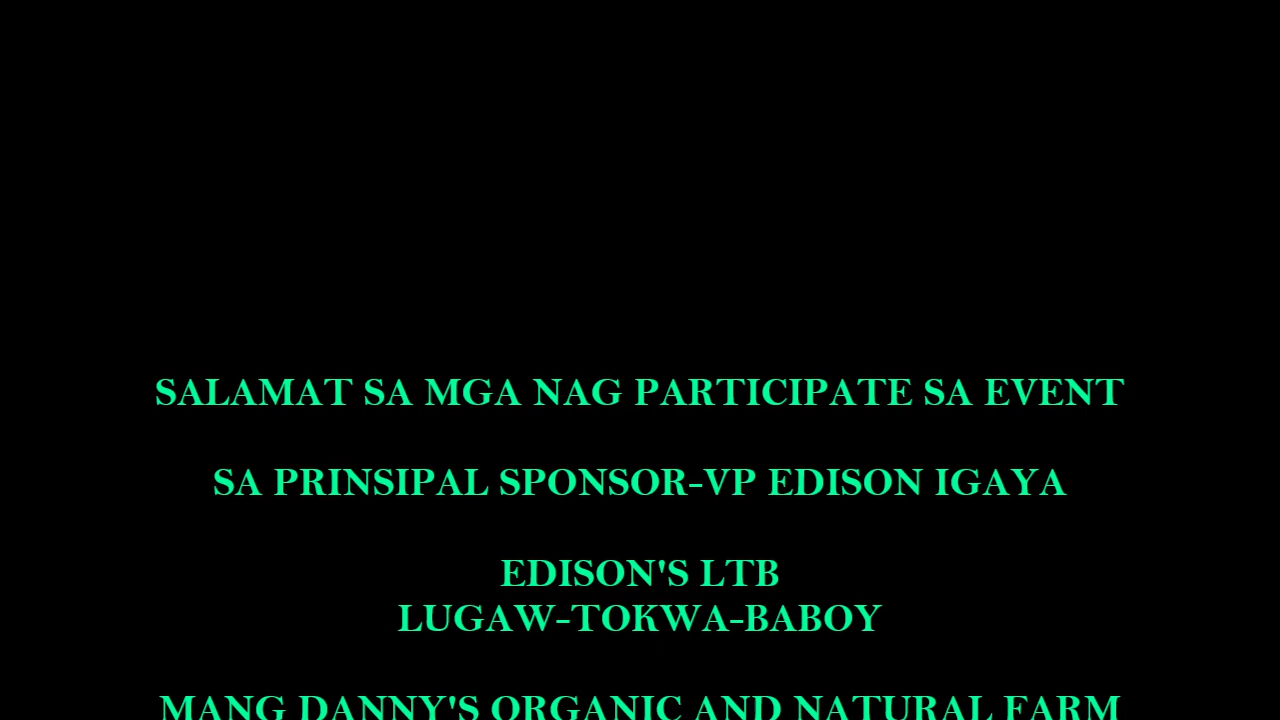 SALAMAT SA MGA NAG PARTICIPATE SA EVENT
SA PRINSIPAL SPONSOR-VP EDISON IGAYA
EDISON'S LTB
LUGAW-TOKWA-BABOY
MANG DANNY'S ORGANIC AND NATURAL FARM